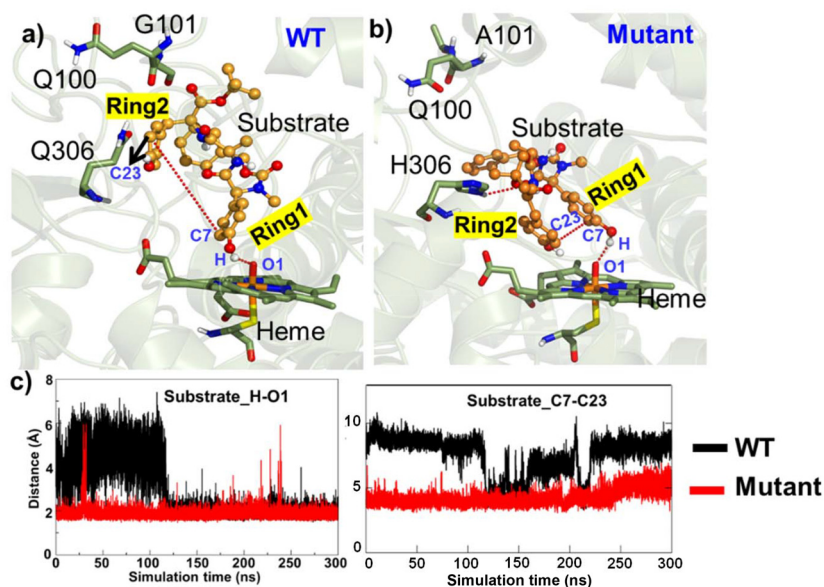 a)
WT
G101
Q100
Ring2
Substrate
Q306
C23
Ring1
C7
H
O1
Heme
b)
Mutant
A101
Q100
Substrate
H306
Ring1
Ring2
C23
C7
H
O1
Heme
c)
Substrate_H-O1
Distance (Å)
8
6
4
2
0
0 50 100 150 200 250 300
Simulation time (ns)
Substrate_C7-C23
10
5
0
0 50 100 150 200 250 300
Simulation time (ns)
WT
Mutant